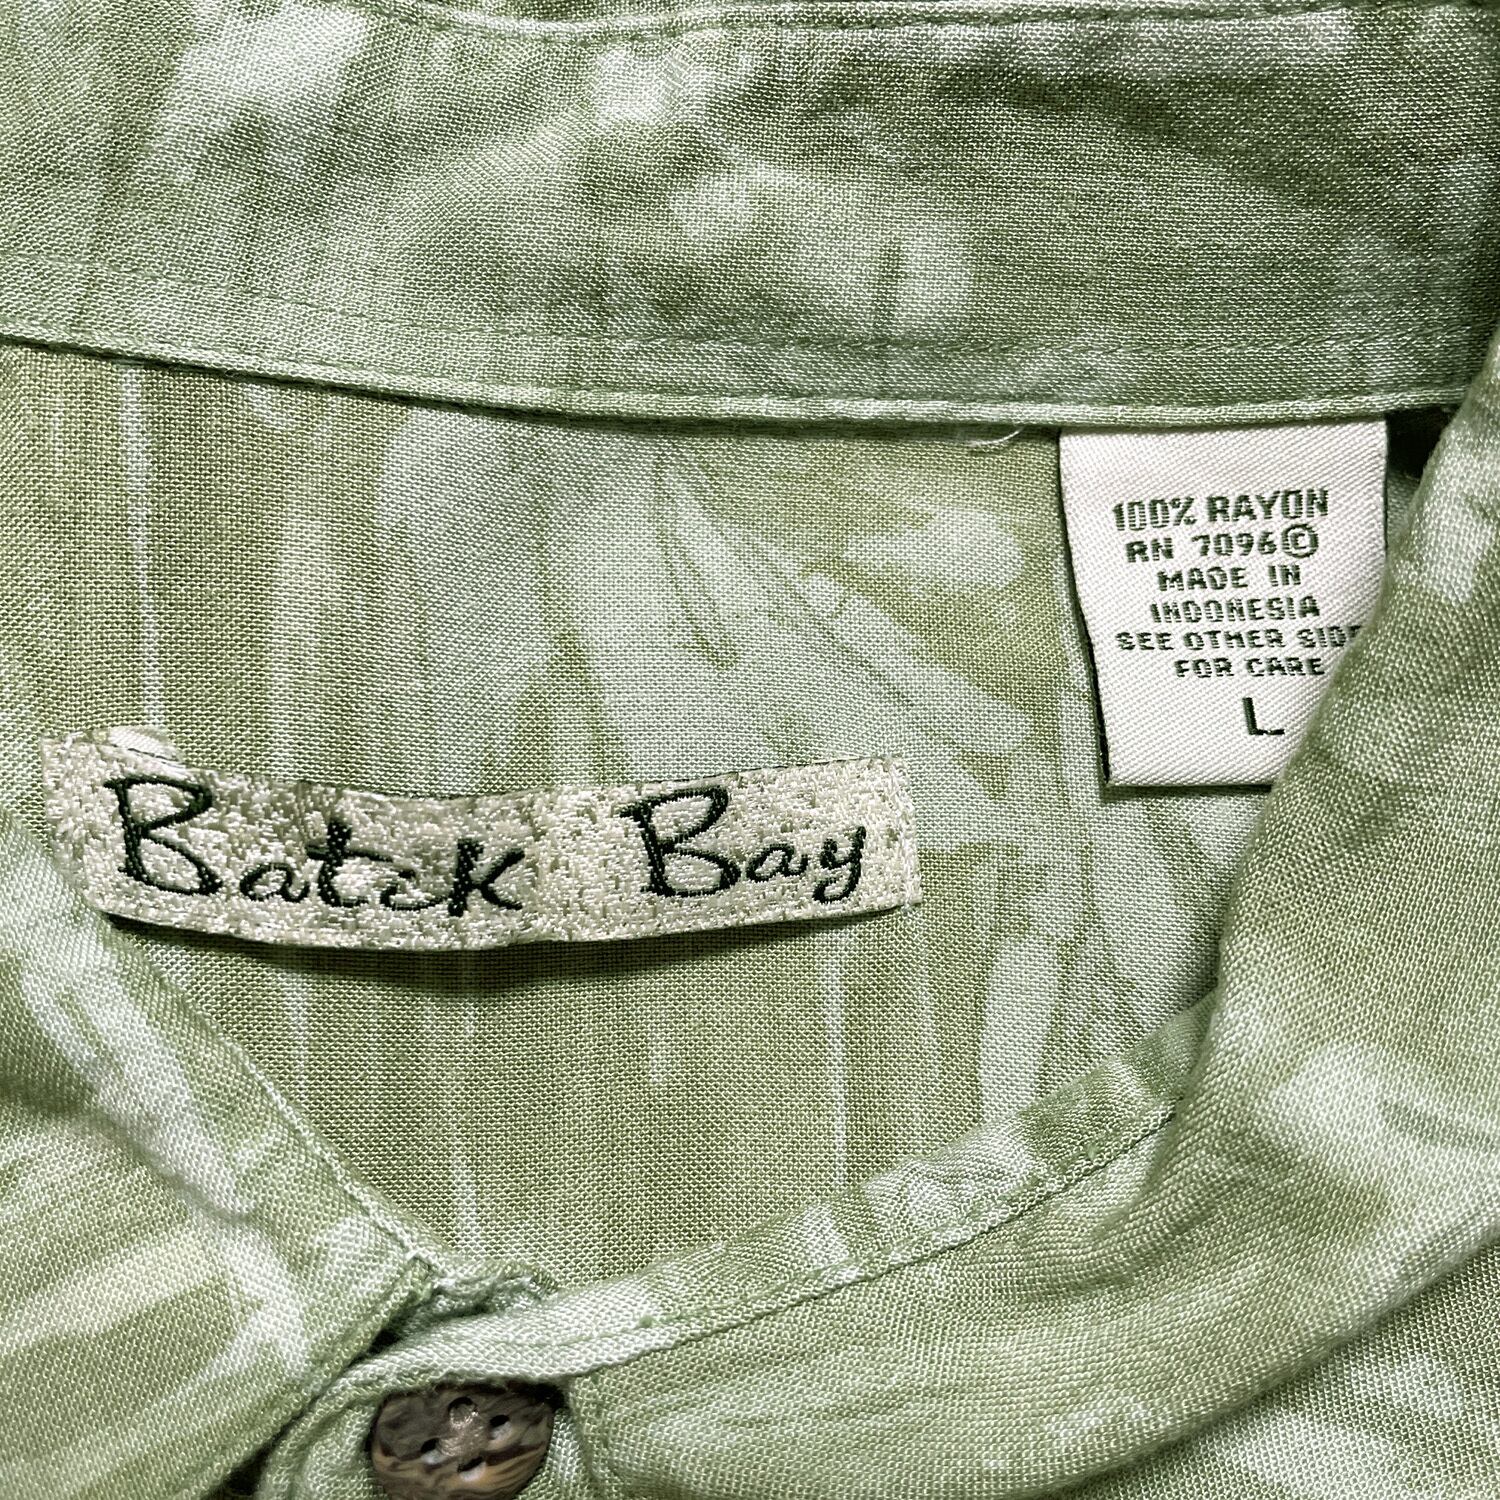 100% RAYON
RN 7096©
MADE IN
INDONESIA
SEE OTHER SIDE
FOR CARE
L
Batik Bay